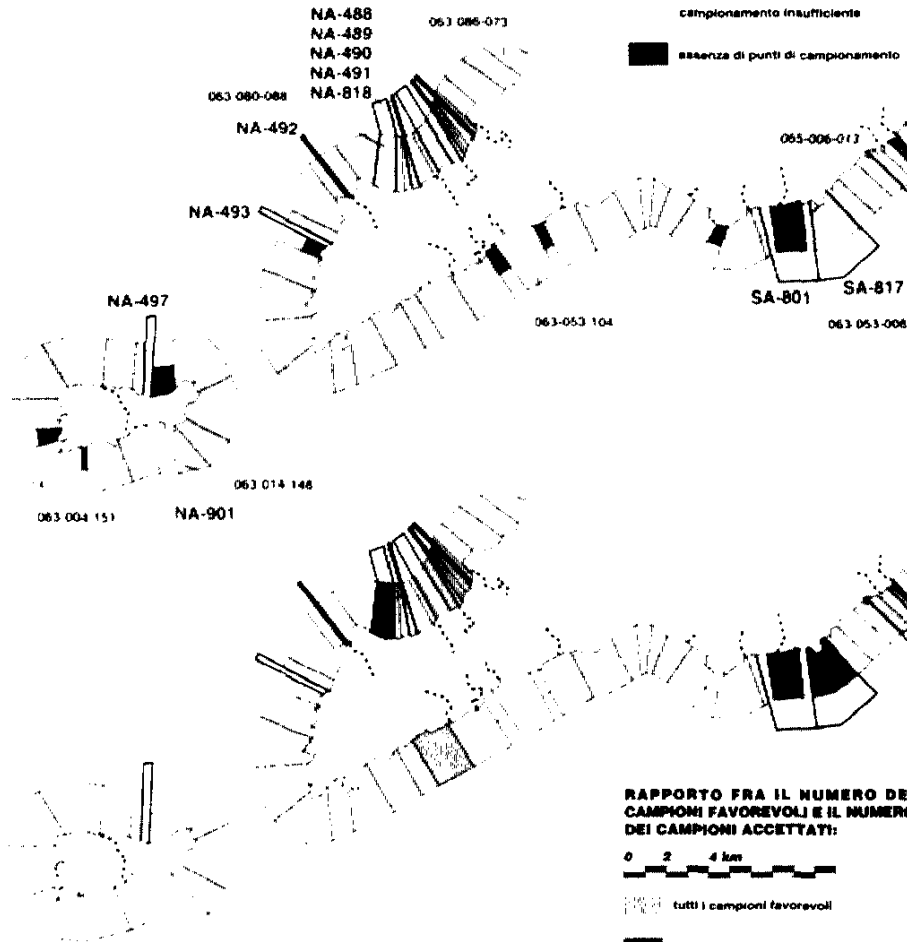 NA-488
NA-489
NA-490
NA-491
NA-818
063 086-073
campionamento insufficiente
assenza di punti di campionamento
063 080-088
NA-492
065-006-013
NA-493
NA-497
SA-801
SA-817
063-053 104
063 053-008
063 014 148
063 004 151
NA-901
RAPPORTO FRA IL NUMERO DE
CAMPIONI FAVOREVOLI E IL NUMERO
DEI CAMPIONI ACCETTATI:
0 2 4 km
tutti i campioni favorevoli